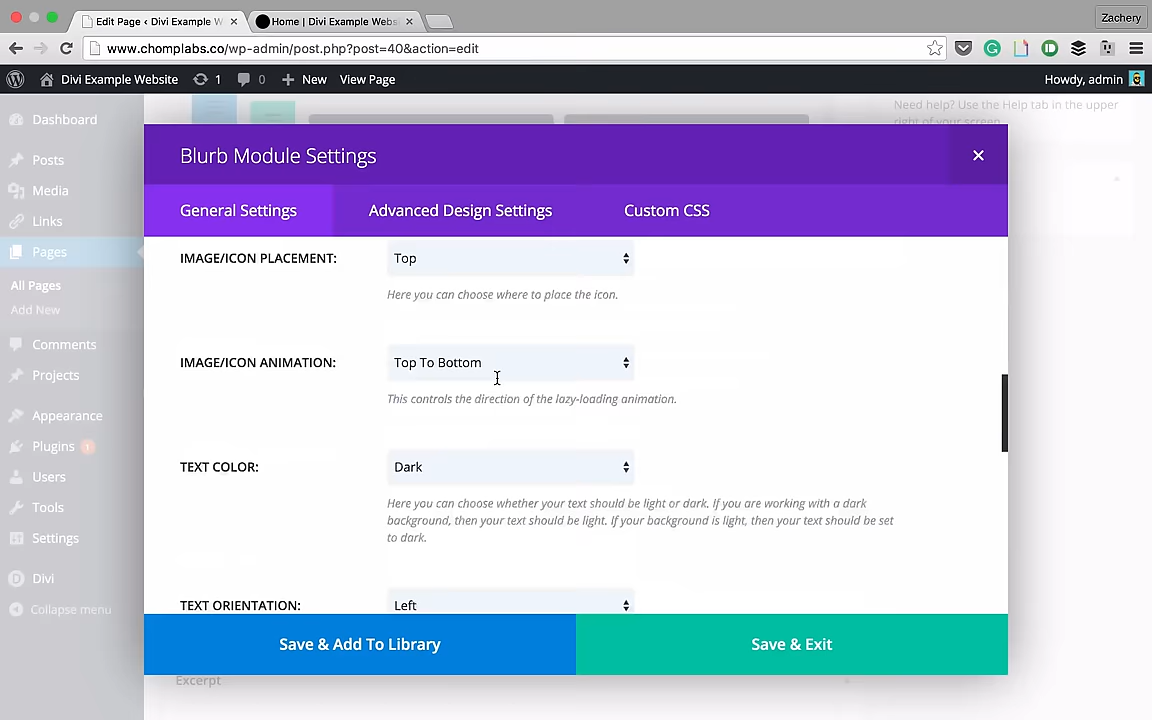 Edit Page ‹ Divi Example W
Home | Divi Example Webs
Zachery
www.chomplabs.co/wp-admin/post.php?post=40&action=edit
Divi Example Website
1
0
New
View Page
Howdy, admin
Need help? Use the Help tab in the upper
right of your screen
Dashboard
Posts
Media
Links
Pages
All Pages
Add New
Comments
Projects
Appearance
Plugins 1
Users
Tools
Settings
Divi
Collapse menu
Blurb Module Settings
General Settings
Advanced Design Settings
Custom CSS
IMAGE/ICON PLACEMENT:
Top
Here you can choose where to place the icon.
IMAGE/ICON ANIMATION:
Top To Bottom
This controls the direction of the lazy-loading animation.
TEXT COLOR:
Dark
Here you can choose whether your text should be light or dark. If you are working with a dark
background, then your text should be light. If your background is light, then your text should be set
to dark.
TEXT ORIENTATION:
Left
Save & Add To Library
Save & Exit
Excerpt